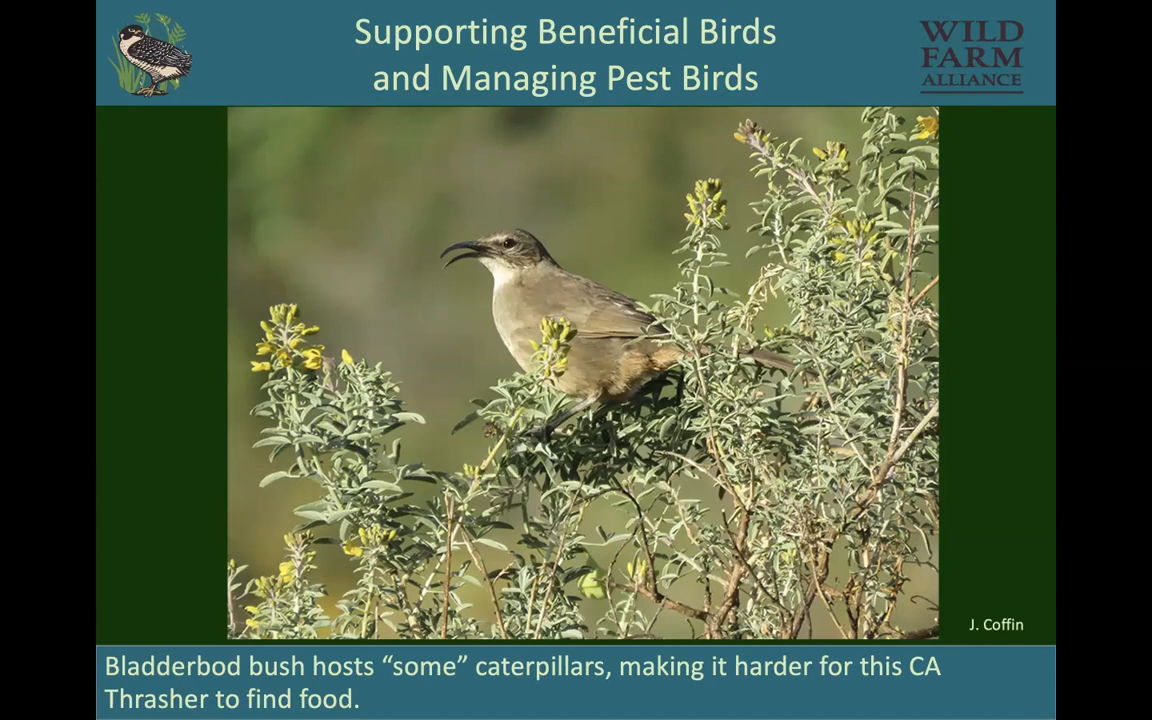 Supporting Beneficial Birds
and Managing Pest Birds
WILD
FARM
ALLIANCE
J. Coffin
Bladderbod bush hosts “some” caterpillars, making it harder for this CA
Thrasher to find food.